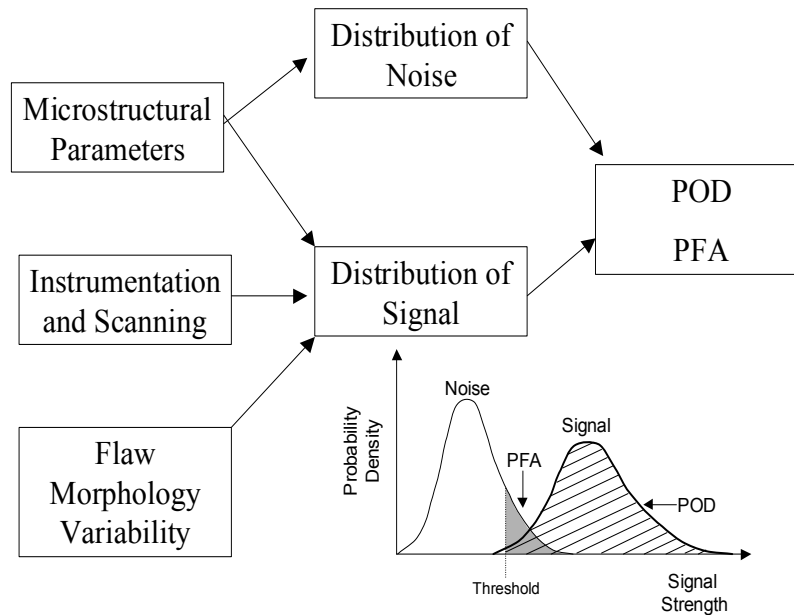 Distribution of
Noise
Microstructural
Parameters
POD
PFA
Instrumentation
and Scanning
Distribution of
Signal
Flaw
Morphology
Variability
Probability
Density
Noise
Signal
PFA
POD
Threshold
Signal
Strength